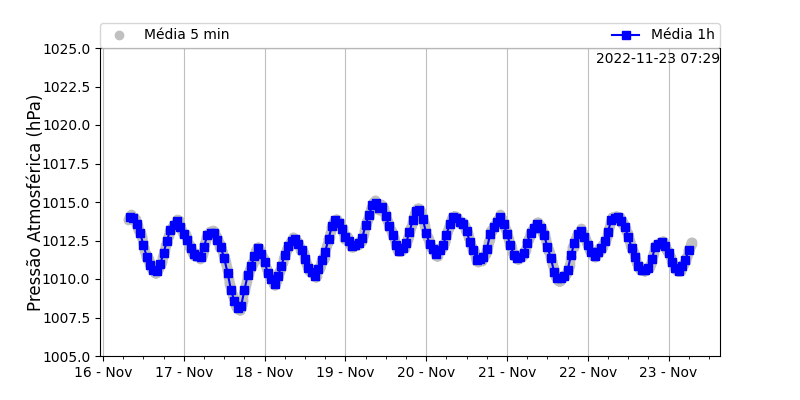 Média 5 min
Média 1h
2022-11-23 07:29
Pressão Atmosférica (hPa)
1025.0
1022.5
1020.0
1017.5
1015.0
1012.5
1010.0
1007.5
1005.0
16 - Nov
17 - Nov
18 - Nov
19 - Nov
20 - Nov
21 - Nov
22 - Nov
23 - Nov